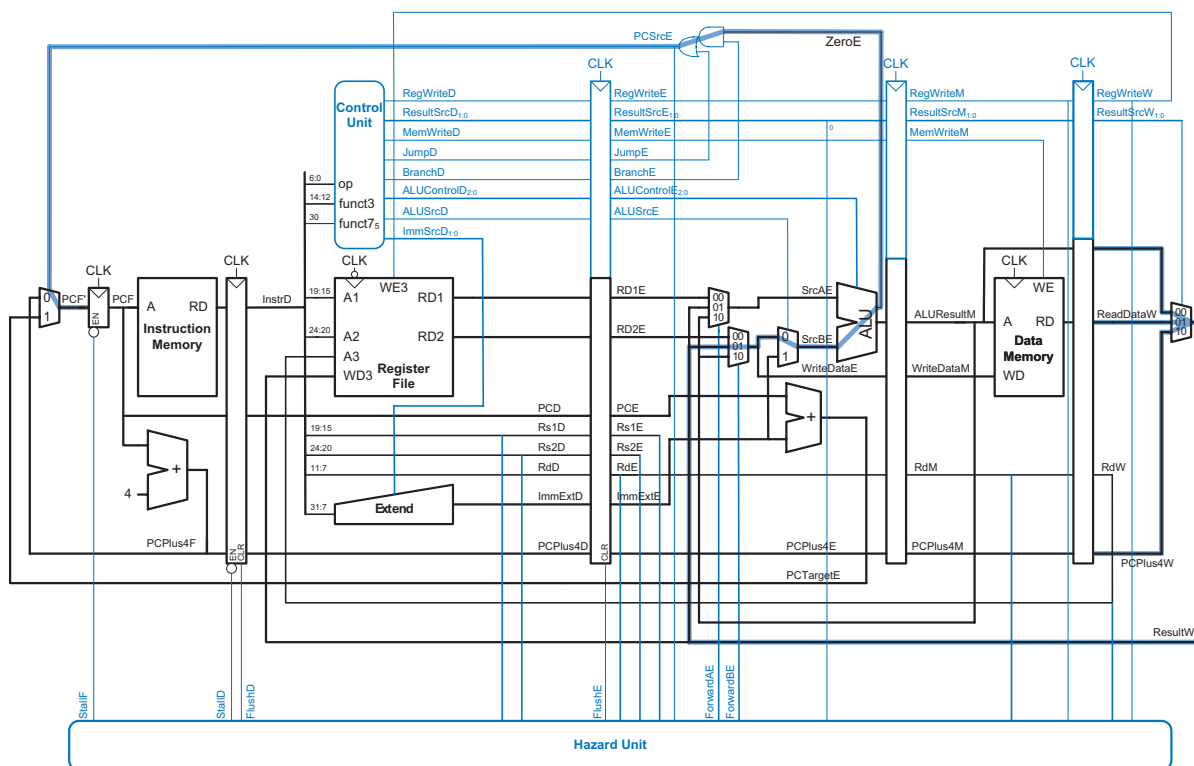 PCSrcE
ZeroE
CLK
CLK
CLK
Control
Unit
RegWriteD
RegWriteE
RegWriteM
RegWriteW
ResultSrcD1:0
ResultSrcE1:0
0
ResultSrcM1:0
ResultSrcW1:0
MemWriteD
MemWriteE
MemWriteM
JumpD
JumpE
BranchD
BranchE
6:0
op
ALUControlD2:0
ALUControlE2:0
14:12
funct3
ALUSrcD
ALUSrcE
30
funct75
ImmSrcD1:0
CLK
CLK
CLK
CLK
0
1
PCF'
EN
PCF
A
RD
Instruction
Memory
InstrD
WE3
19:15
A1
RD1
RD1E
00
01
10
SrcAE
24:20
A2
RD2
RD2E
00
01
10
0
1
SrcBE
ALU
A3
WD3
Register
File
WriteDataE
ALUResultM
WriteDataM
WE
A
RD
Data
Memory
WD
ReadDataW
00
01
10
PCD
PCE
+
19:15
Rs1D
Rs1E
24:20
Rs2D
Rs2E
11:7
RdD
RdE
RdM
RdW
+
4
31:7
Extend
ImmExtD
ImmExtE
PCPlus4F
EN
CLR
PCPlus4D
CLR
PCPlus4E
PCPlus4M
PCPlus4W
PCTargetE
ResultW
StallF
StallD
FlushD
FlushE
ForwardAE
ForwardBE
Hazard Unit